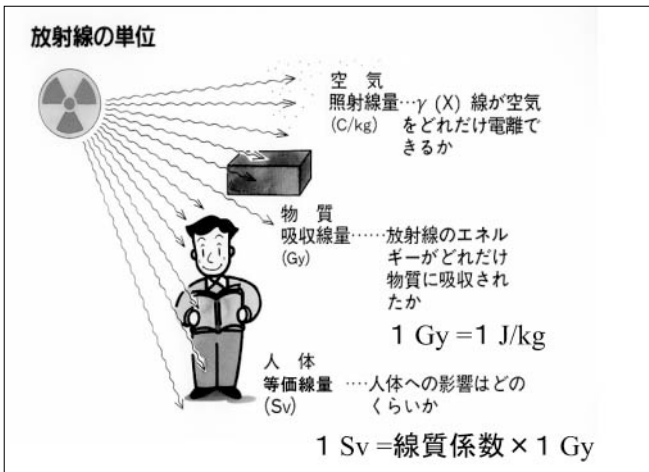 放射線の単位
空 気
照射線量…γ (X) 線が空気
(C/kg) をどれだけ電離で
きるか
物 質
吸収線量……放射線のエネル
(Gy) ギーがどれだけ
物質に吸収され
たか
1 Gy =1 J/kg
人 体
等価線量 ….人体への影響はどの
(Sv) くらいか
1 Sv =線質係数×1 Gy